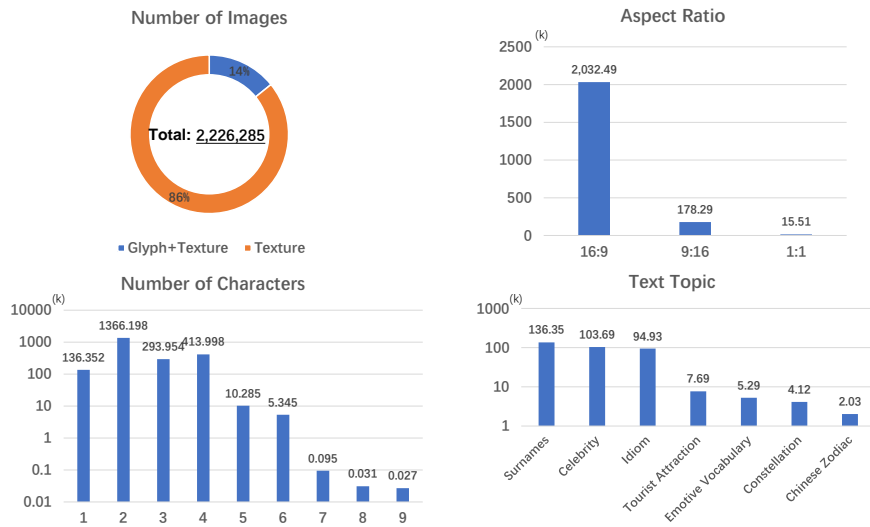 Number of Images
14%
Total: 2,226,285
86%
Glyph+Texture Texture
Aspect Ratio
(k)
2500
2000
1500
1000
500
0
2,032.49
178.29
15.51
16:9 9:16 1:1
Number of Characters
(k)
10000
1000
100
10
1
0.1
0.01
136.352
1366.198
293.954
413.998
10.285
5.345
0.095
0.031
0.027
1 2 3 4 5 6 7 8 9
Text Topic
(k)
1000
100
10
1
136.35
103.69
94.93
7.69
5.29
4.12
2.03
Surnames
Celebrity
Idiom
Tourist Attraction
Emotive Vocabulary
Constellation
Chinese Zodiac